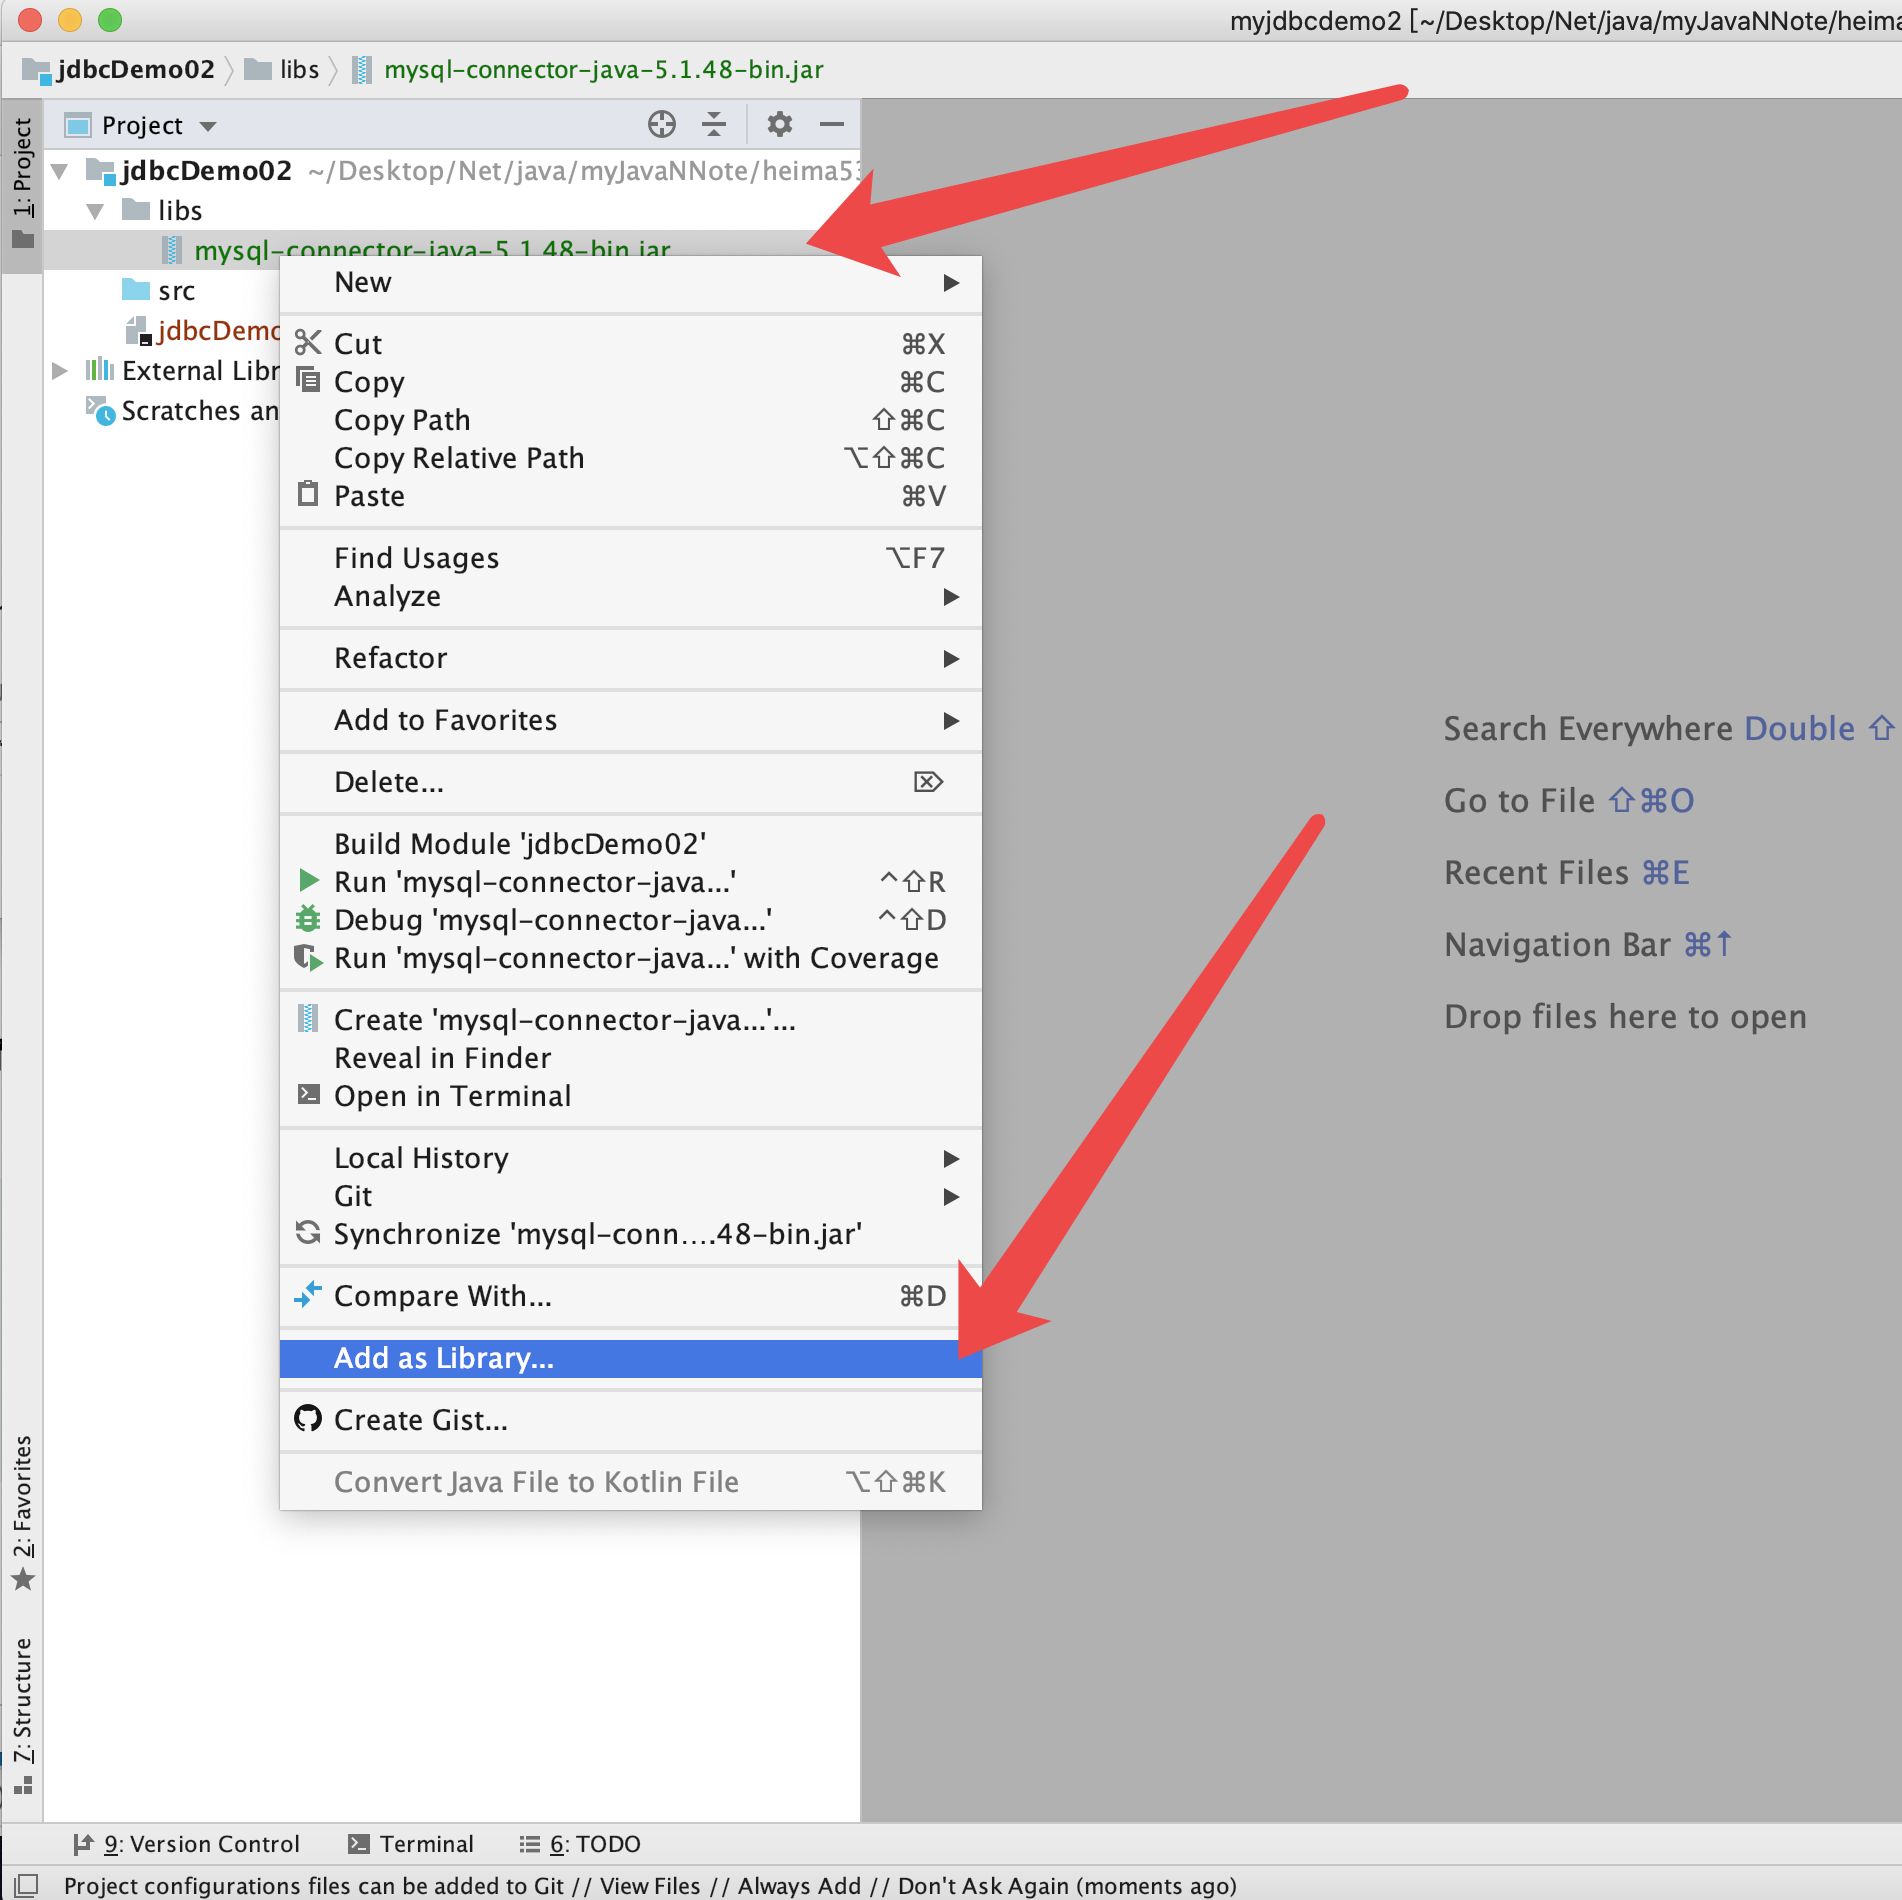 myjdbcdemo2 [~/Desktop/Net/java/myJavaNNote/heima
jdbcDemo02 libs mysql-connector-java-5.1.48-bin.jar
1: Project
Project
jdbcDemo02 ~/Desktop/Net/java/myJavaNNote/heima53
libs
mysql-connector-java-5.1.48-bin.jar
src
jdbcDemo
External Libr
Scratches an
New
Cut ⌘X
Copy ⌘C
Copy Path ⇧⌘C
Copy Relative Path ⌥⇧⌘C
Paste ⌘V
Find Usages ⌥F7
Analyze
Refactor
Add to Favorites
Delete... ⌦
Build Module 'jdbcDemo02'
Run 'mysql-connector-java...' ^⇧R
Debug 'mysql-connector-java...' ^⇧D
Run 'mysql-connector-java...' with Coverage
Create 'mysql-connector-java...'...
Reveal in Finder
Open in Terminal
Local History
Git
Synchronize 'mysql-conn....48-bin.jar'
Compare With... ⌘D
Add as Library...
Create Gist...
Convert Java File to Kotlin File ⌥⇧⌘K
Search Everywhere Double ⇧
Go to File ⇧⌘O
Recent Files ⌘E
Navigation Bar ⌘↑
Drop files here to open
2: Favorites
7: Structure
9: Version Control Terminal 6: TODO
Project configurations files can be added to Git // View Files // Always Add // Don't Ask Again (moments ago)